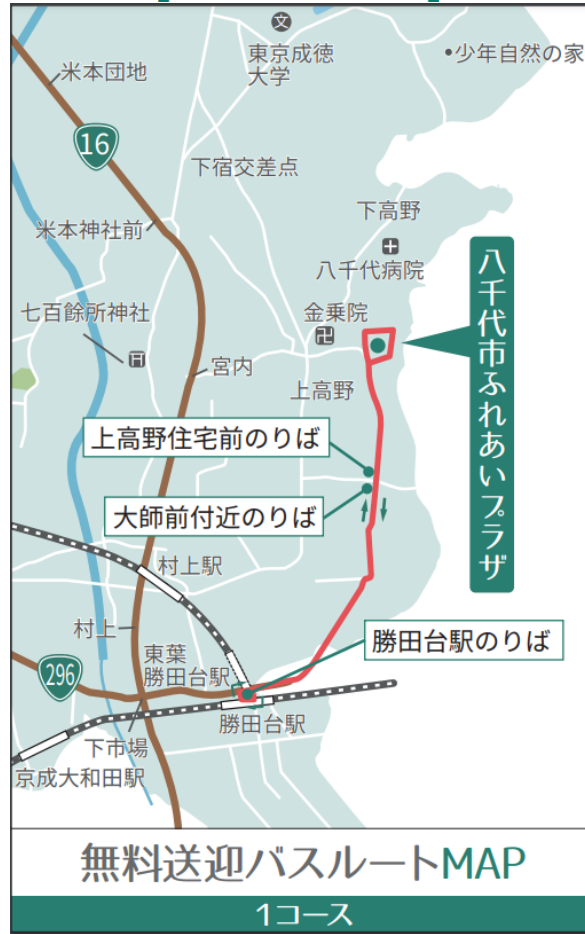 文
東京成徳
大学
•少年自然の家
米本団地
16
下宿交差点
下高野
米本神社前
八千代病院
八千代市ふれあいプラザ
七百餘所神社
金乗院
卍
宮内
上高野
上高野住宅前のりば
大師前付近のりば
村上駅
村上
勝田台駅のりば
東葉
勝田台駅
296
勝田台駅
下市場
京成大和田駅
無料送迎バスルートMAP
1コース